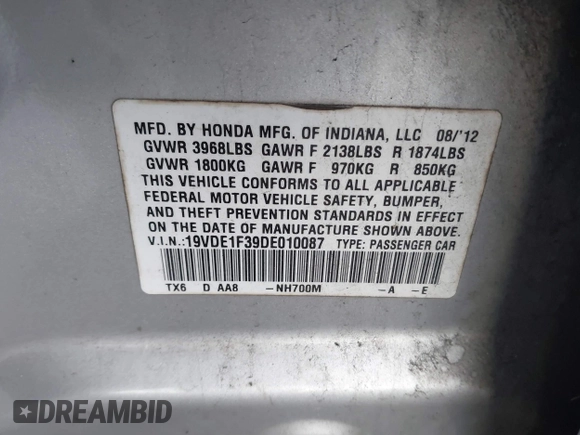 MFD. BY HONDA MFG. OF INDIANA, LLC 08/'12
GVWR 3968LBS GAWR F 2138LBS R 1874LBS
GVWR 1800KG GAWR F 970KG R 850KG
THIS VEHICLE CONFORMS TO ALL APPLICABLE
FEDERAL MOTOR VEHICLE SAFETY, BUMPER,
AND THEFT PREVENTION STANDARDS IN EFFECT
ON THE DATE OF MANUFACTURE SHOWN ABOVE.
V.I.N.:19VDE1F39DE010087 TYPE: PASSENGER CAR
TX6 D AA8 -NH700M -A -E
DREAMBID